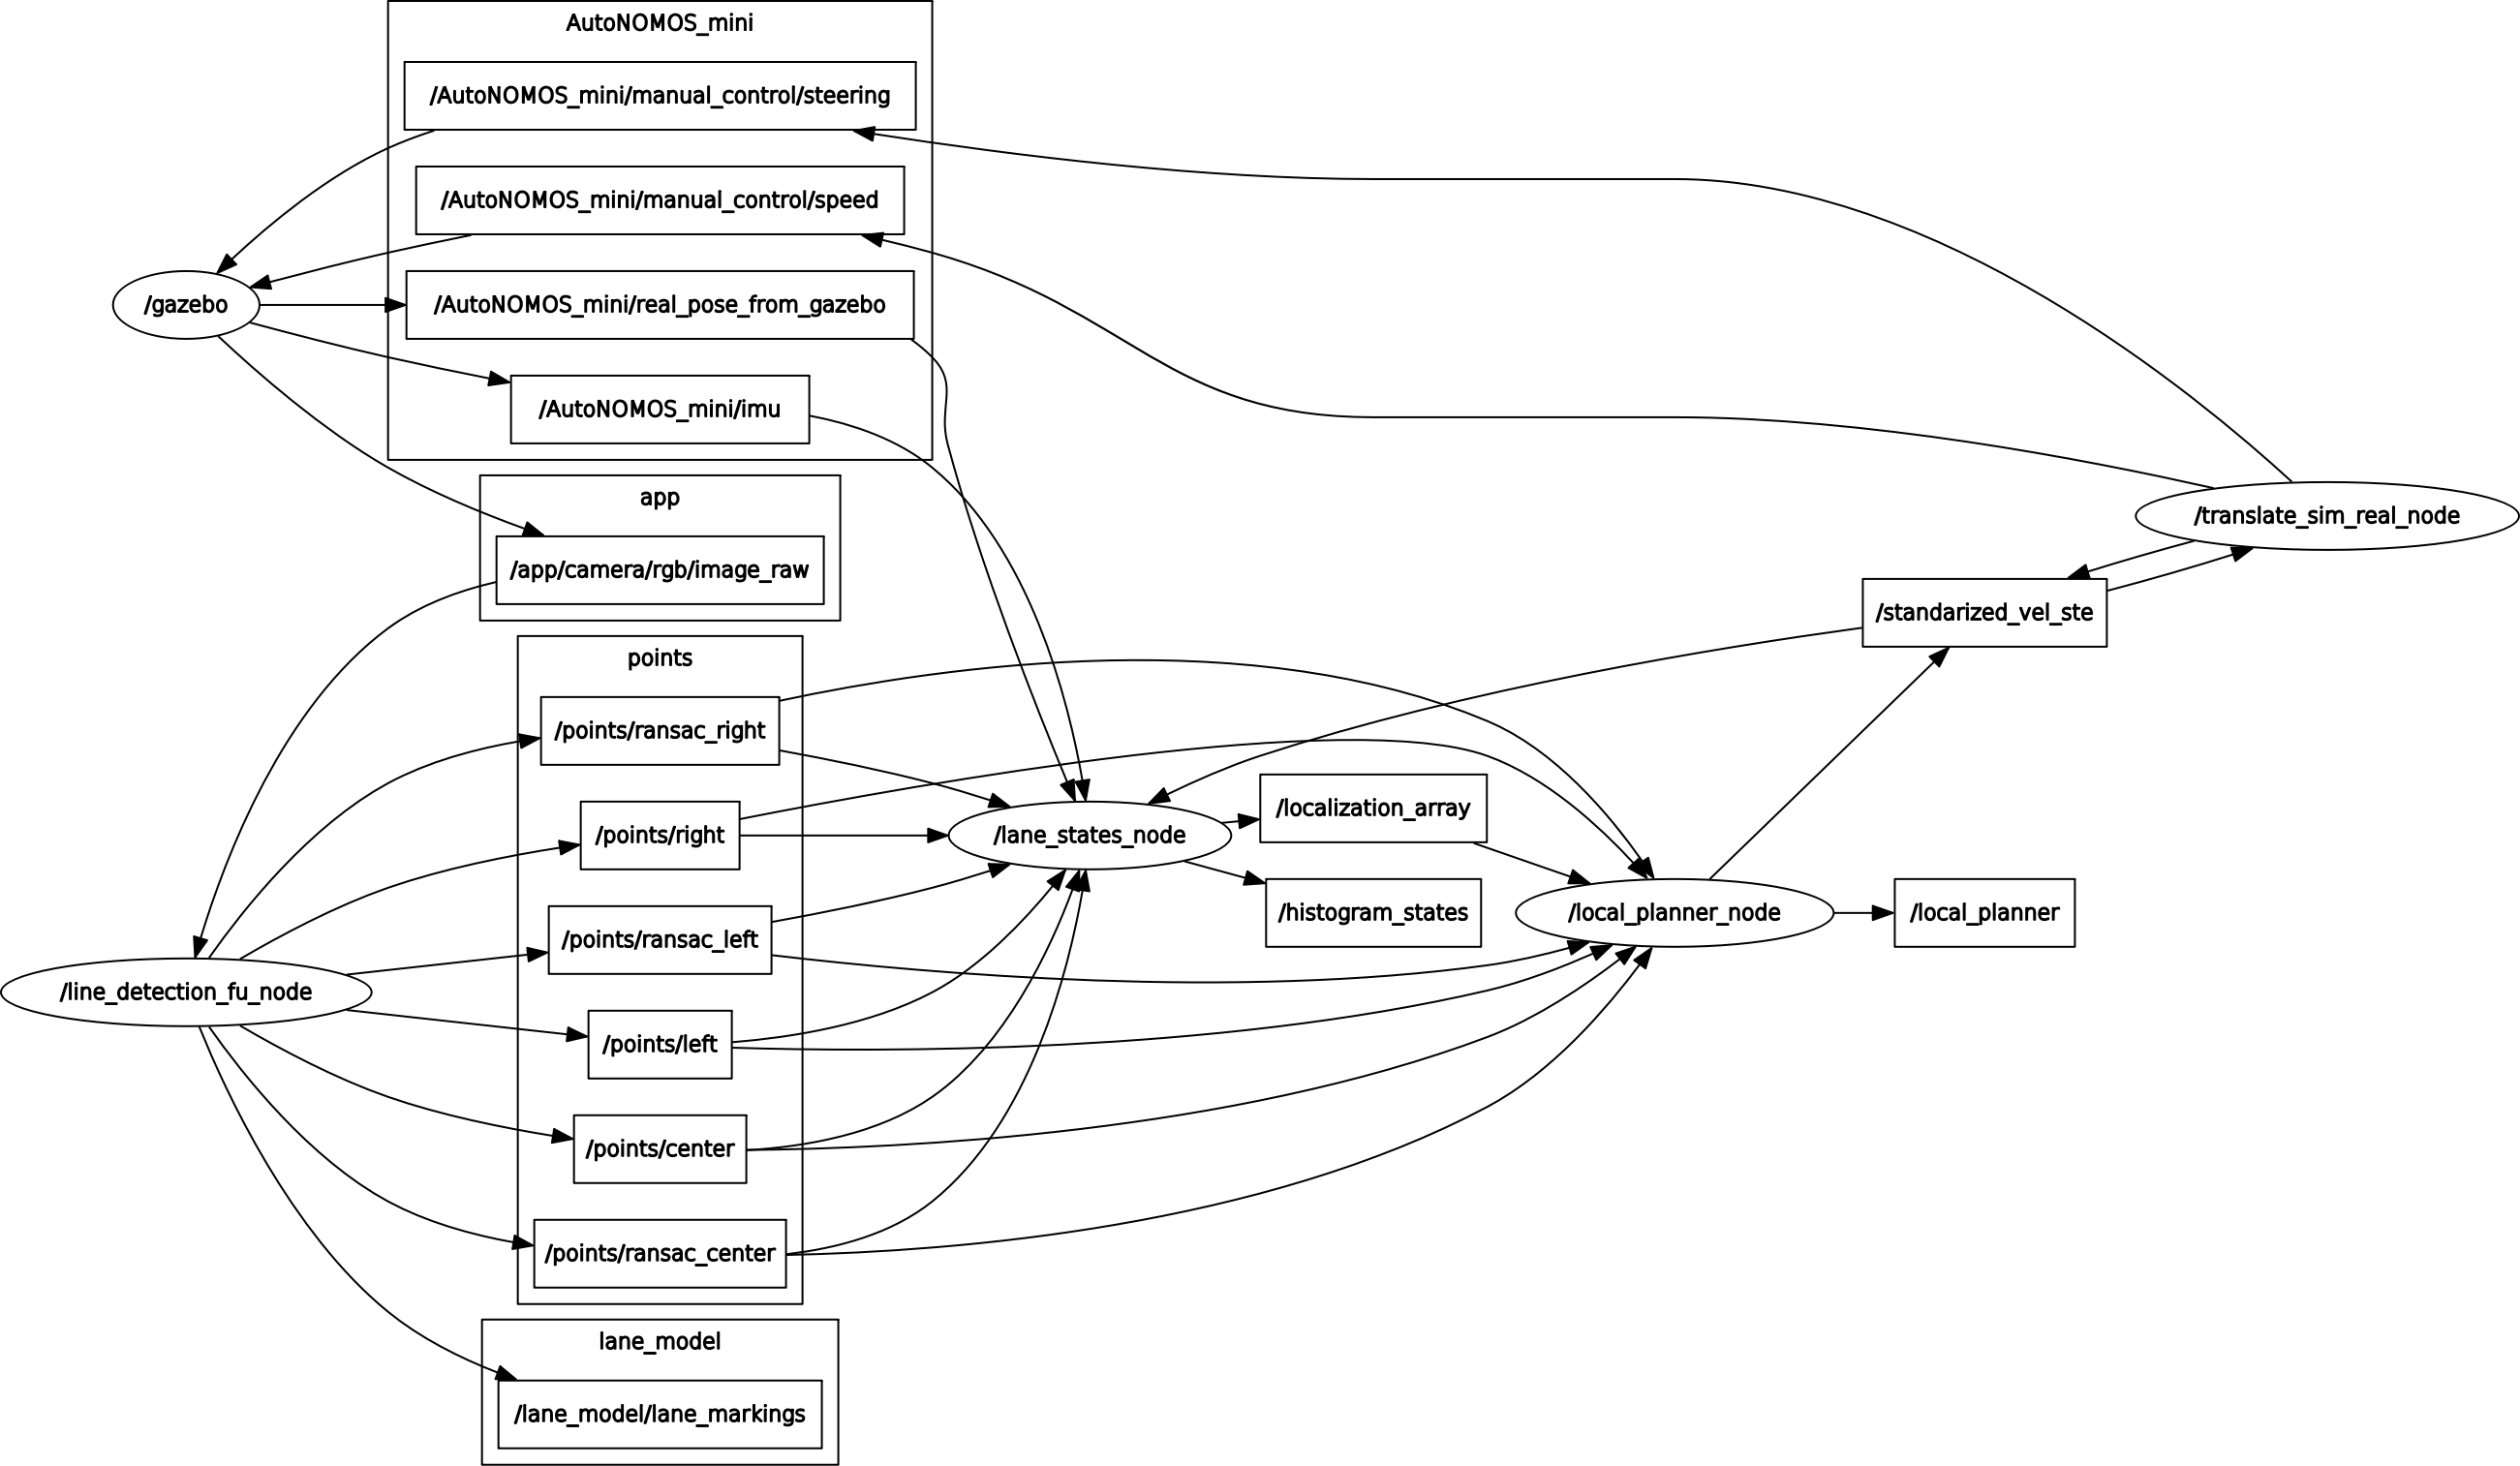 AutoNOMOS_mini
/AutoNOMOS_mini/manual_control/steering
/AutoNOMOS_mini/manual_control/speed
/gazebo
/AutoNOMOS_mini/real_pose_from_gazebo
/AutoNOMOS_mini/imu
app
/app/camera/rgb/image_raw
/translate_sim_real_node
/standarized_vel_ste
points
/points/ransac_right
/points/right
/points/ransac_left
/points/left
/points/center
/points/ransac_center
/lane_states_node
/localization_array
/histogram_states
/local_planner_node
/local_planner
/line_detection_fu_node
lane_model
/lane_model/lane_markings